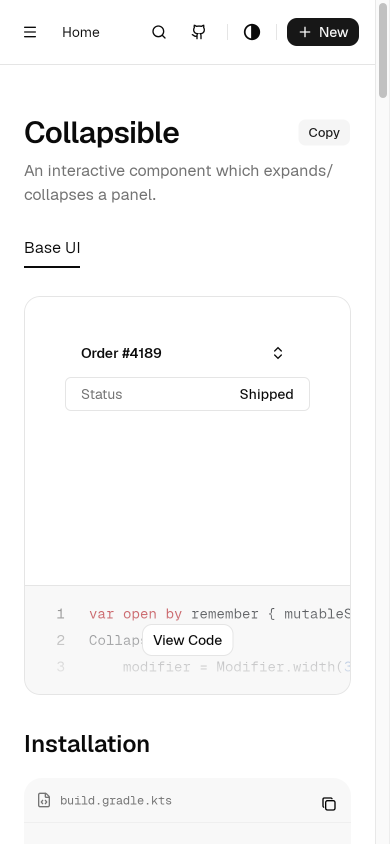 Home
New
Collapsible
Copy
An interactive component which expands/
collapses a panel.
Base UI
Order #4189
Status Shipped
1 var open by remember { mutableS
2 Collaps
View Code
3 modifier = Modifier.width(3
Installation
build.gradle.kts